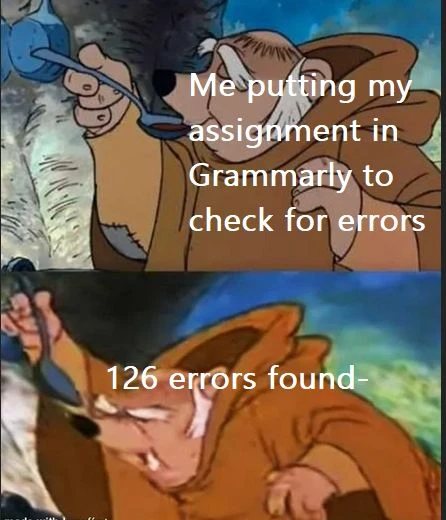 Me putting my
assignment in
Grammarly to
check for errors
126 errors found-